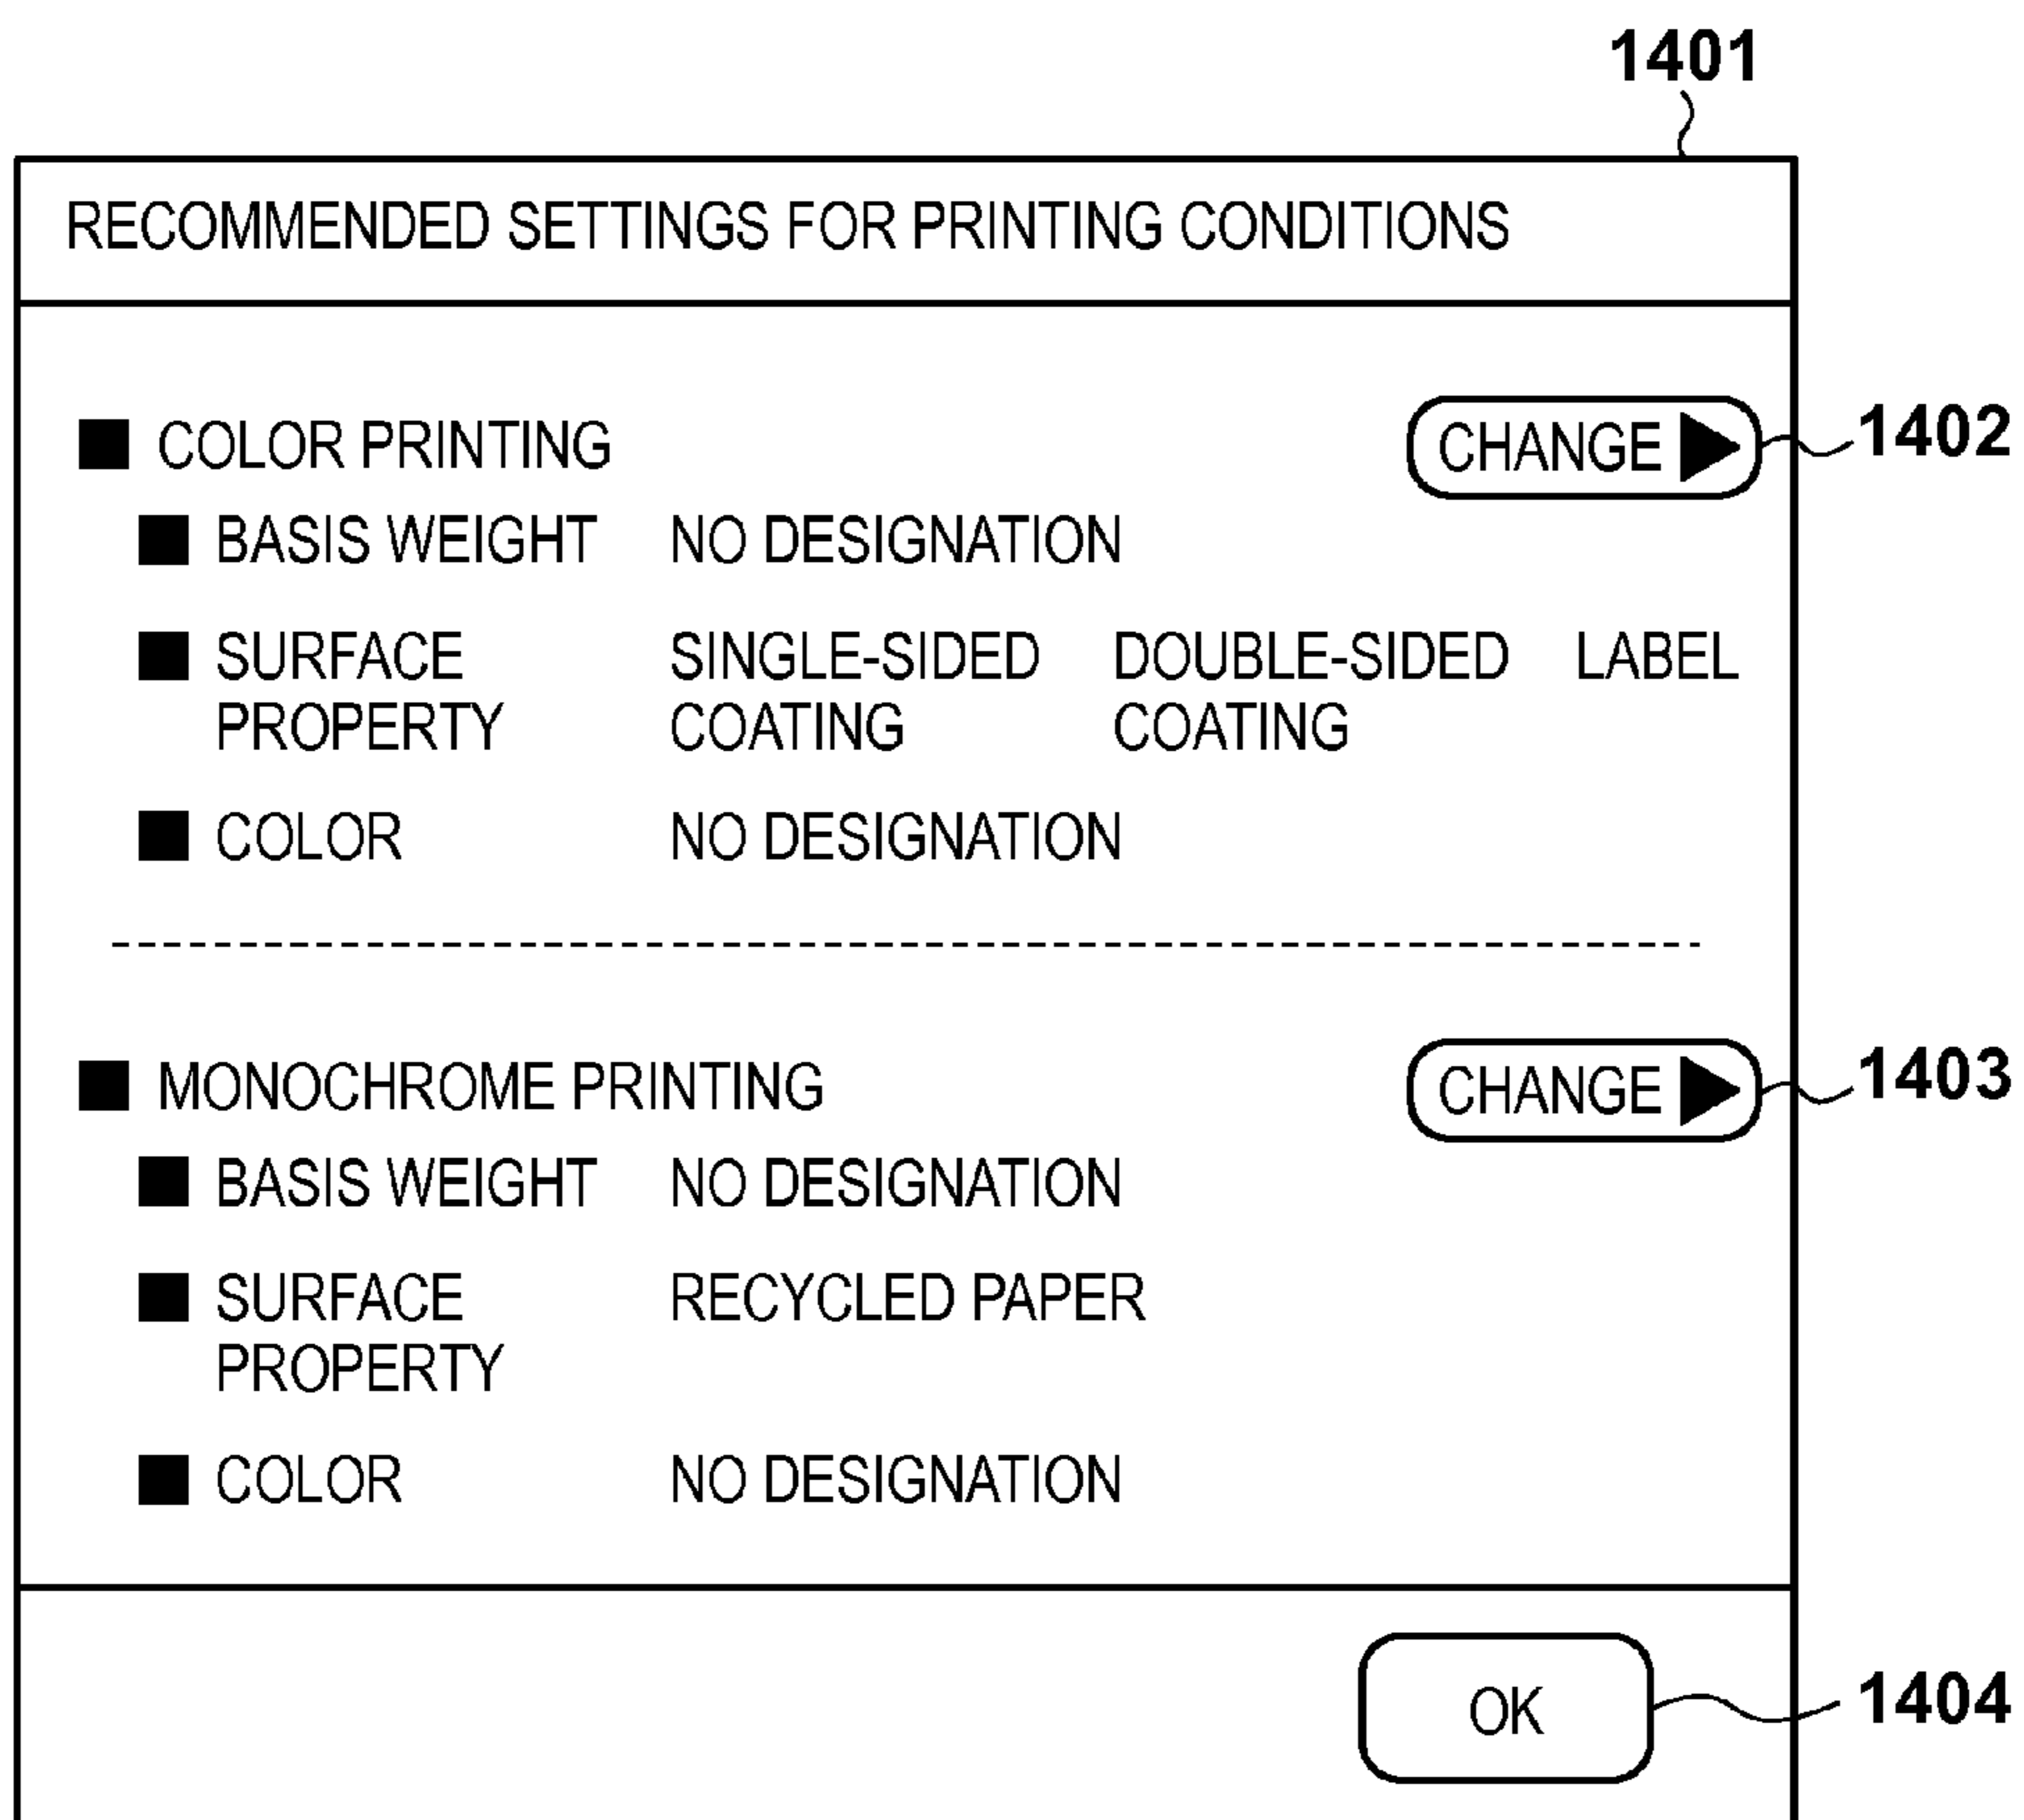 1401
RECOMMENDED SETTINGS FOR PRINTING CONDITIONS
COLOR PRINTING CHANGE 1402
BASIS WEIGHT NO DESIGNATION
SURFACE SINGLE-SIDED DOUBLE-SIDED LABEL
PROPERTY COATING COATING
COLOR NO DESIGNATION
MONOCHROME PRINTING CHANGE 1403
BASIS WEIGHT NO DESIGNATION
SURFACE RECYCLED PAPER
PROPERTY
COLOR NO DESIGNATION
OK 1404